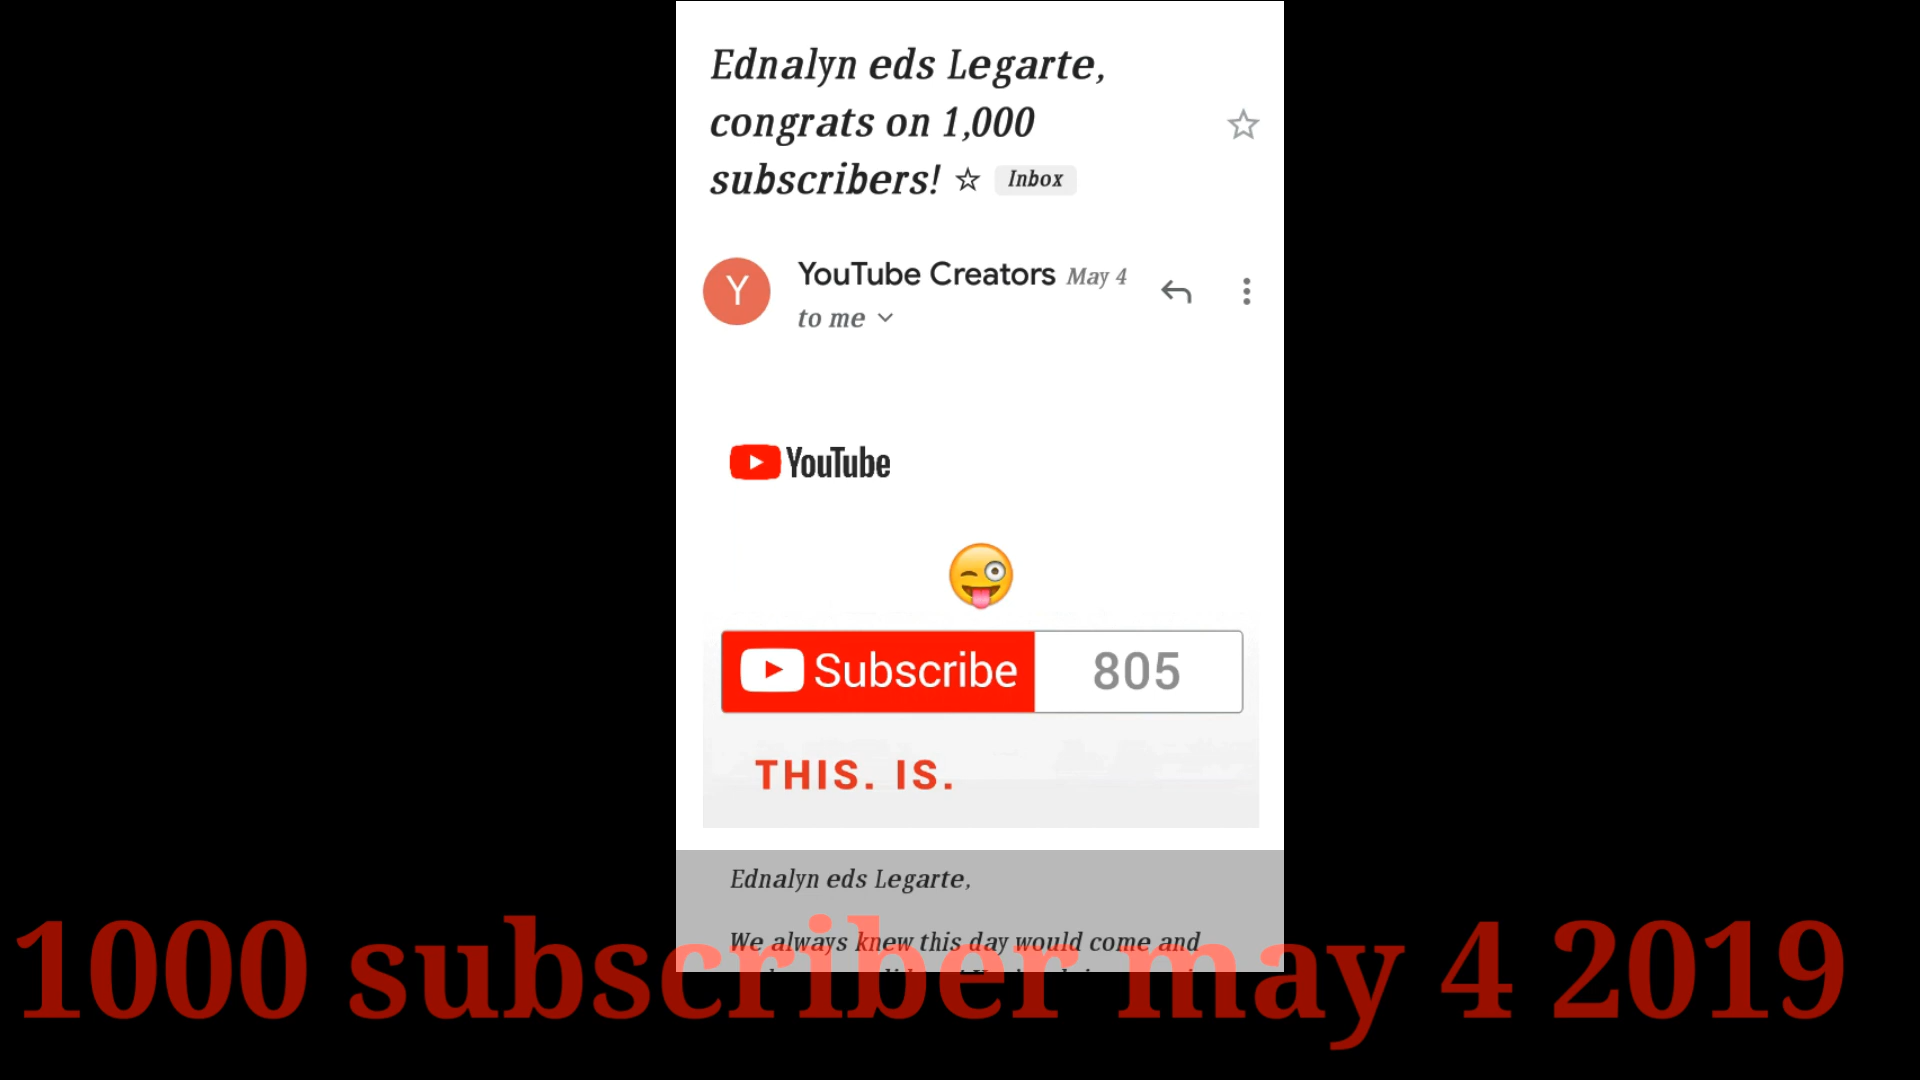 Ednalyn eds Legarte,
congrats on 1,000
subscribers! ☆ Inbox
Y
YouTube Creators May 4
to me
YouTube
Subscribe 805
THIS. IS.
Ednalyn eds Legarte,
We always knew this day would come and
1000 subscriber may 4 2019